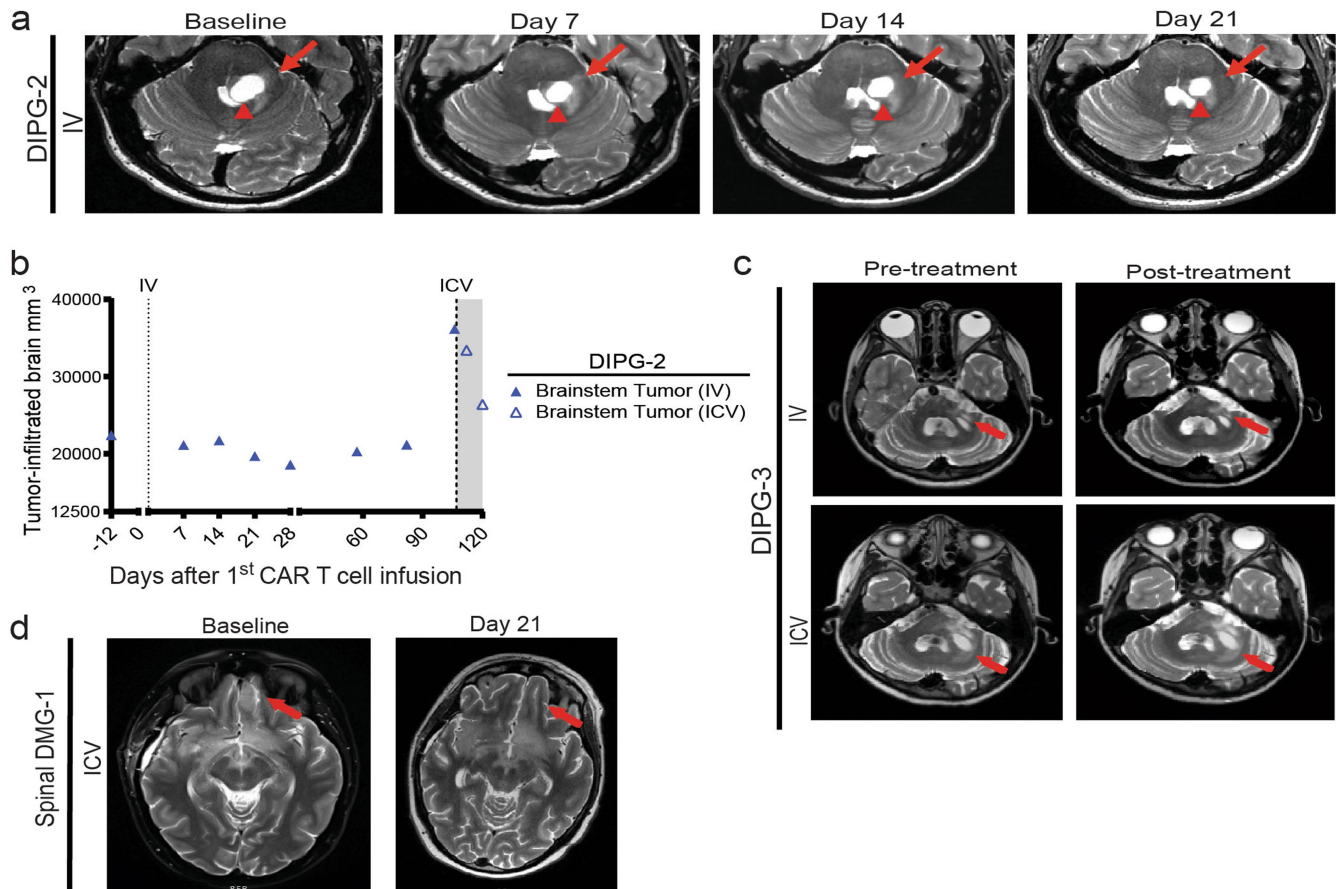 a
Baseline
Day 7
Day 14
Day 21
DIPG-2
IV
b
IV
ICV
Tumor-infiltrated brain mm³
40000
30000
20000
12500
-12
0
7
14
21
28
60
90
120
Days after 1st CAR T cell infusion
DIPG-2
Brainstem Tumor (IV)
Brainstem Tumor (ICV)
c
Pre-treatment
Post-treatment
DIPG-3
IV
ICV
d
Baseline
Day 21
Spinal DMG-1
ICV